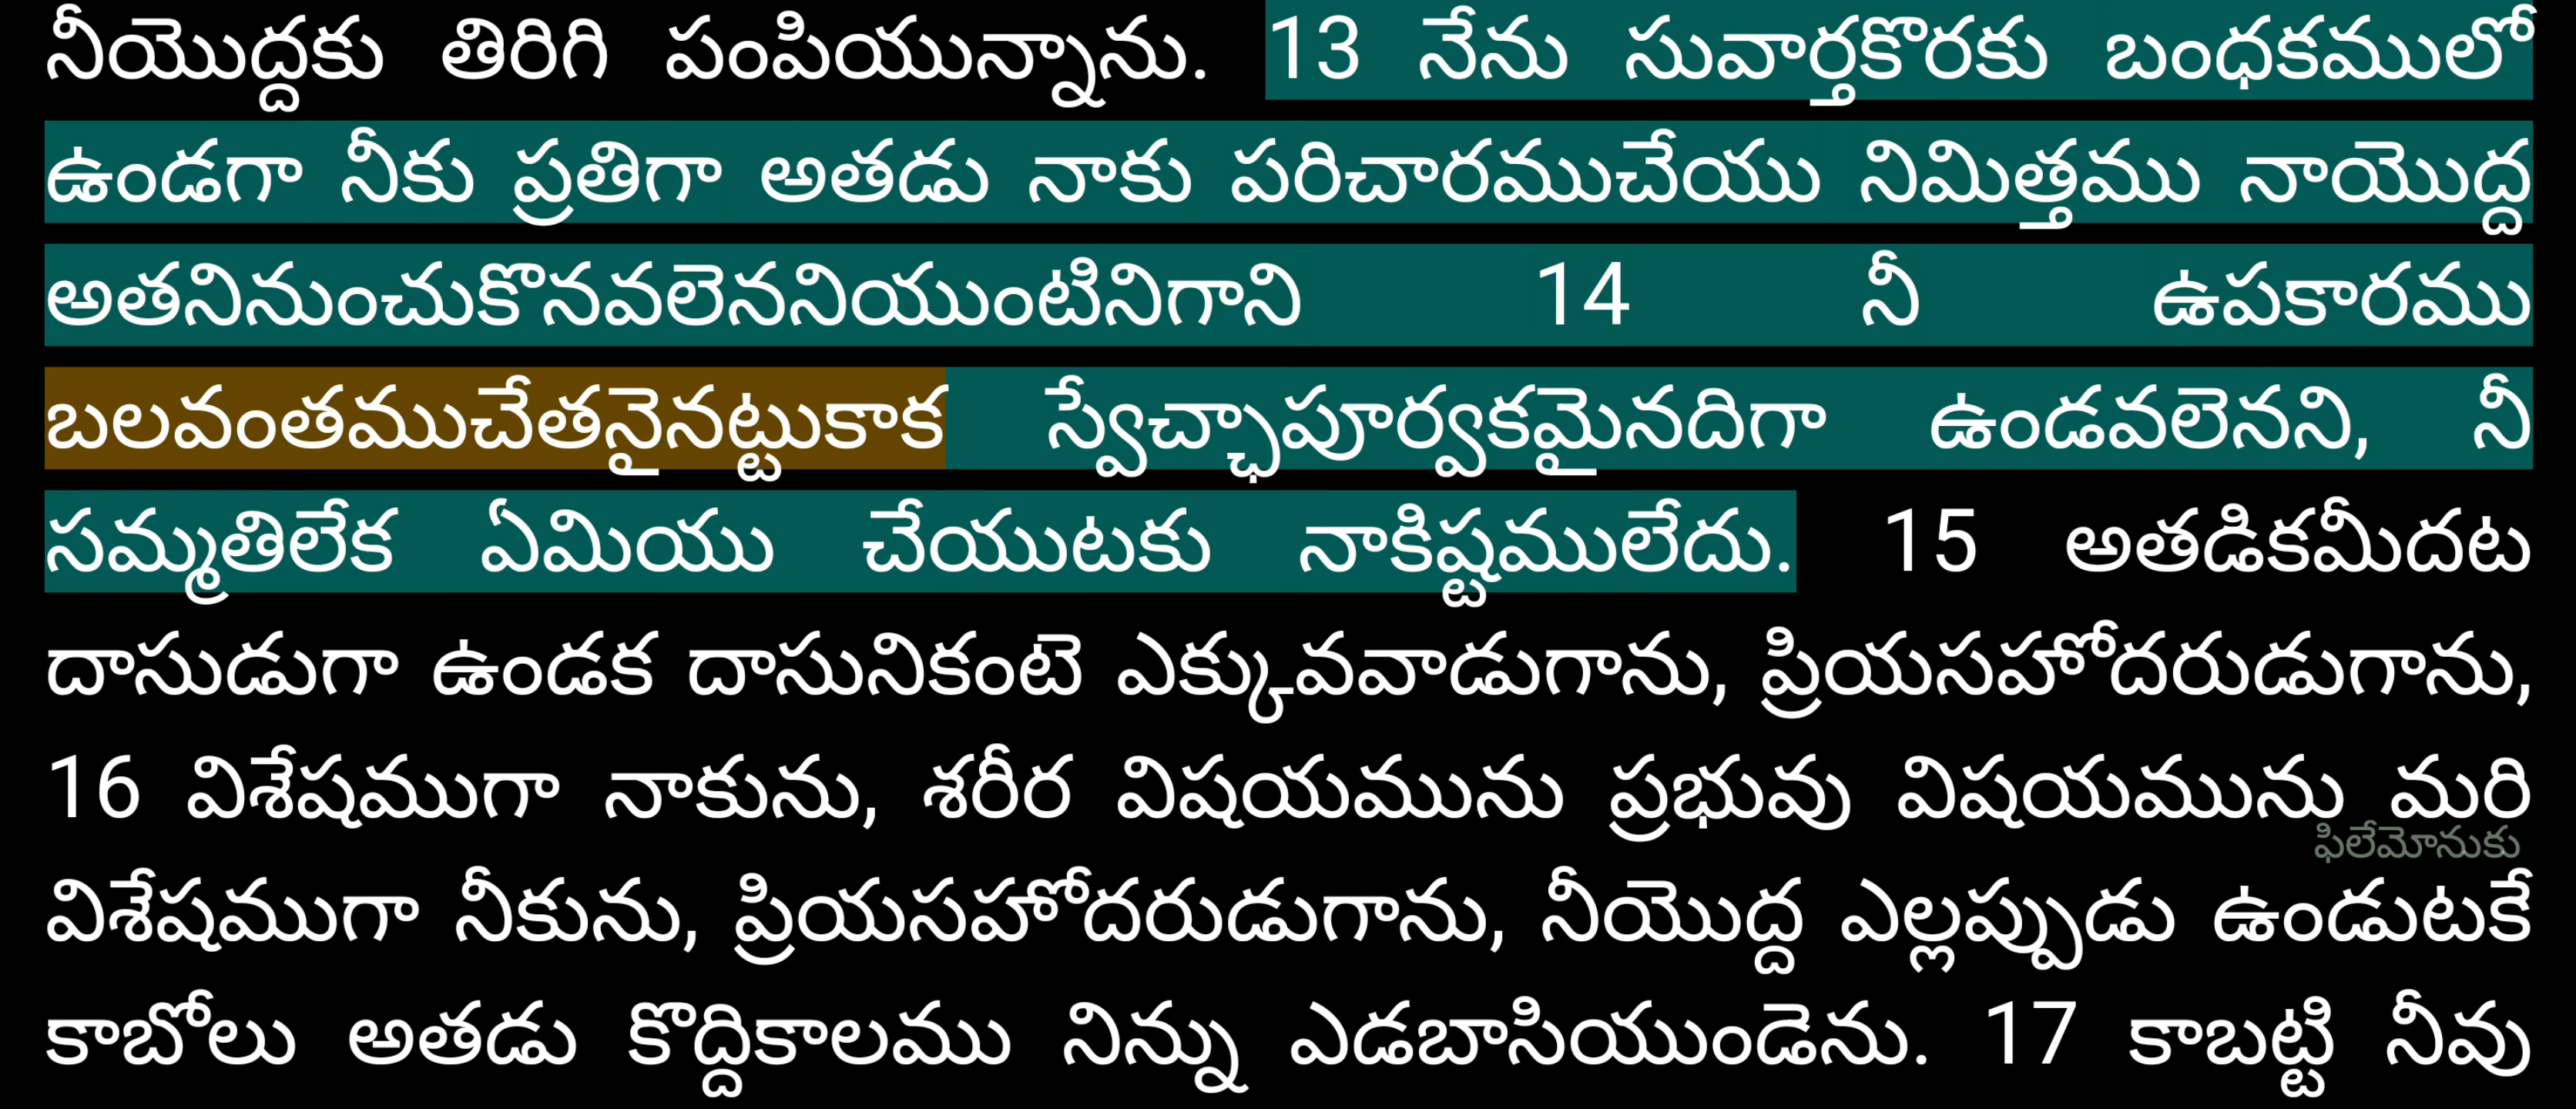 నీయొద్దకు తిరిగి పంపియున్నాను. 13 నేను సువార్తకొరకు బంధకములో
ఉండగా నీకు ప్రతిగా అతడు నాకు పరిచారముచేయు నిమిత్తము నాయొద్ద
అతనినుంచుకొనవలెననియుంటినిగాని 14 నీ ఉపకారము
బలవంతముచేతనైనట్టుకాక స్వేచ్ఛాపూర్వకమైనదిగా ఉండవలెనని, నీ
సమ్మతిలేక ఏమియు చేయుటకు నాకిష్టములేదు. 15 అతడికమీదట
దాసుడుగా ఉండక దాసునికంటె ఎక్కువవాడుగాను, ప్రియసహోదరుడుగాను,
16 విశేషముగా నాకును, శరీర విషయమును ప్రభువు విషయమును మరి
ఫిలేమోనుకు
విశేషముగా నీకును, ప్రియసహోదరుడుగాను, నీయొద్ద ఎల్లప్పుడు ఉండుటకే
కాబోలు అతడు కొద్దికాలము నిన్ను ఎడబాసియుండెను. 17 కాబట్టి నీవు